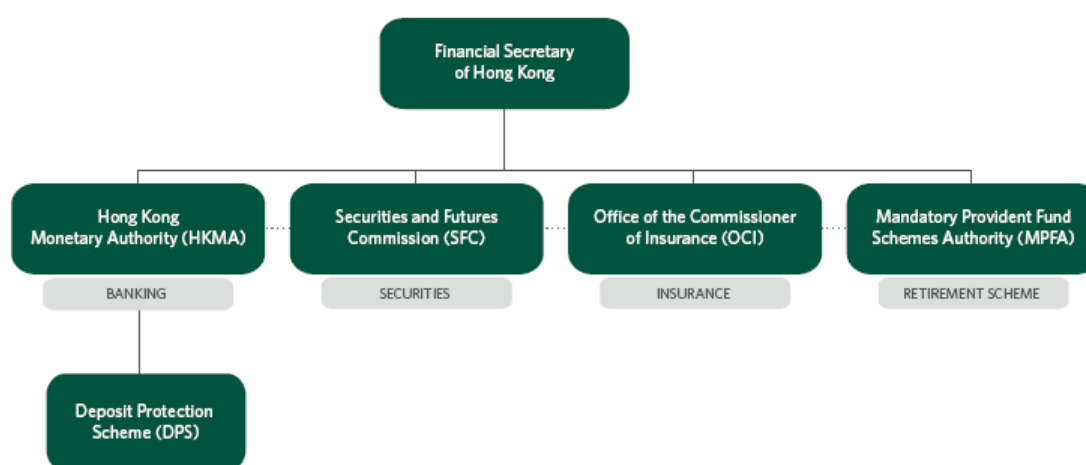 Financial Secretary
of Hong Kong
Hong Kong
Monetary Authority (HKMA)
Securities and Futures
Commission (SFC)
Office of the Commissioner
of Insurance (OCI)
Mandatory Provident Fund
Schemes Authority (MPFA)
BANKING
SECURITIES
INSURANCE
RETIREMENT SCHEME
Deposit Protection
Scheme (DPS)